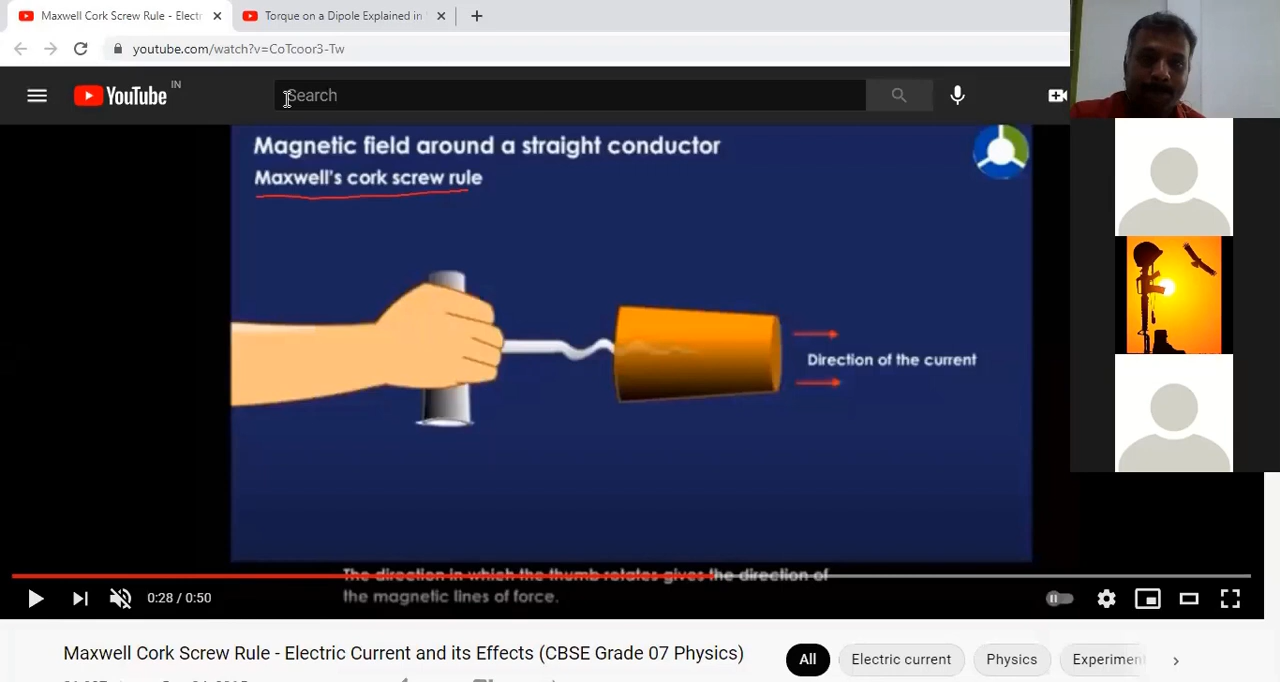 Maxwell Cork Screw Rule - Electr
Torque on a Dipole Explained in
youtube.com/watch?v=CoTcoor3-Tw
YouTube IN
Search
Magnetic field around a straight conductor
Maxwell's cork screw rule
Direction of the current
The direction in which the thumb rotates gives the direction of
the magnetic lines of force.
0:28 / 0:50
Maxwell Cork Screw Rule - Electric Current and its Effects (CBSE Grade 07 Physics)
All
Electric current
Physics
Experiment